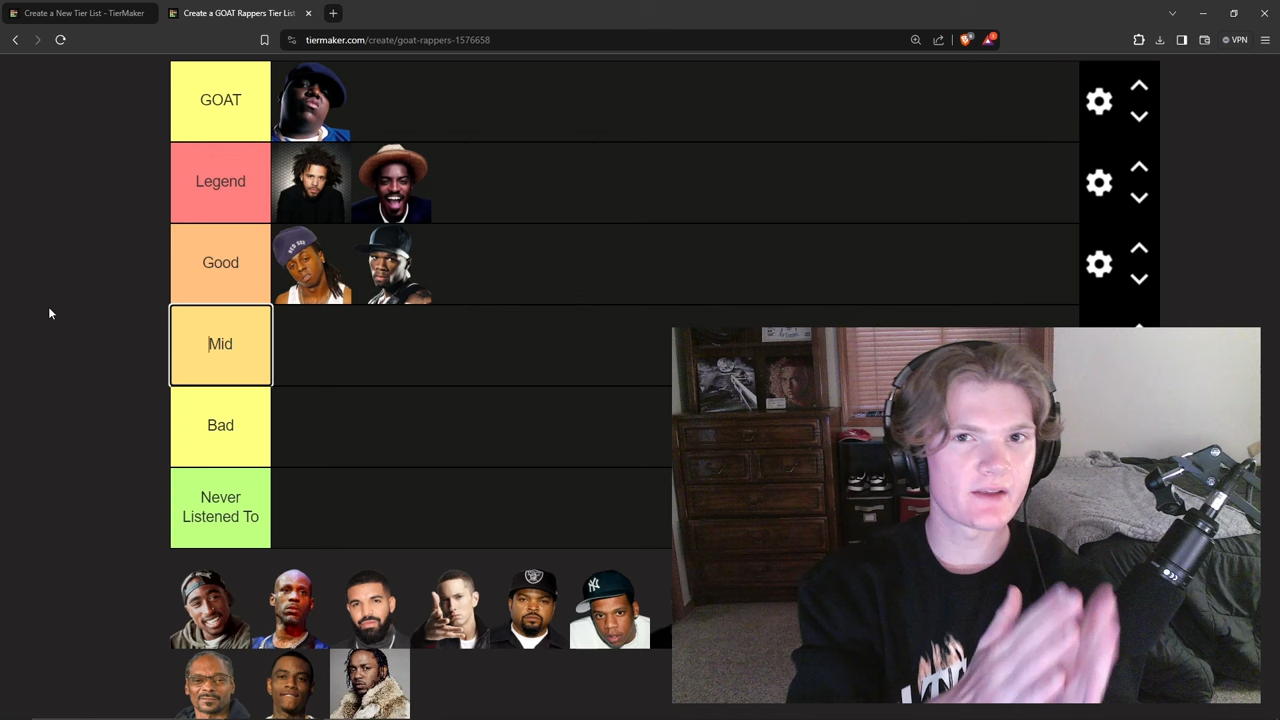 Create a New Tier List - TierMaker
Create a GOAT Rappers Tier List
tiermaker.com/create/goat-rappers-1576658
VPN
GOAT
Legend
Good
Mid
Bad
Never
Listened To